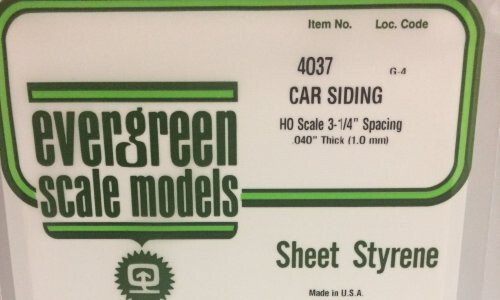 Item No. Loc. Code
4037 G-4
CAR SIDING
HO Scale 3-1/4" Spacing
.040" Thick (1.0 mm)
evergreen
scale models
Sheet Styrene
Made in U.S.A.